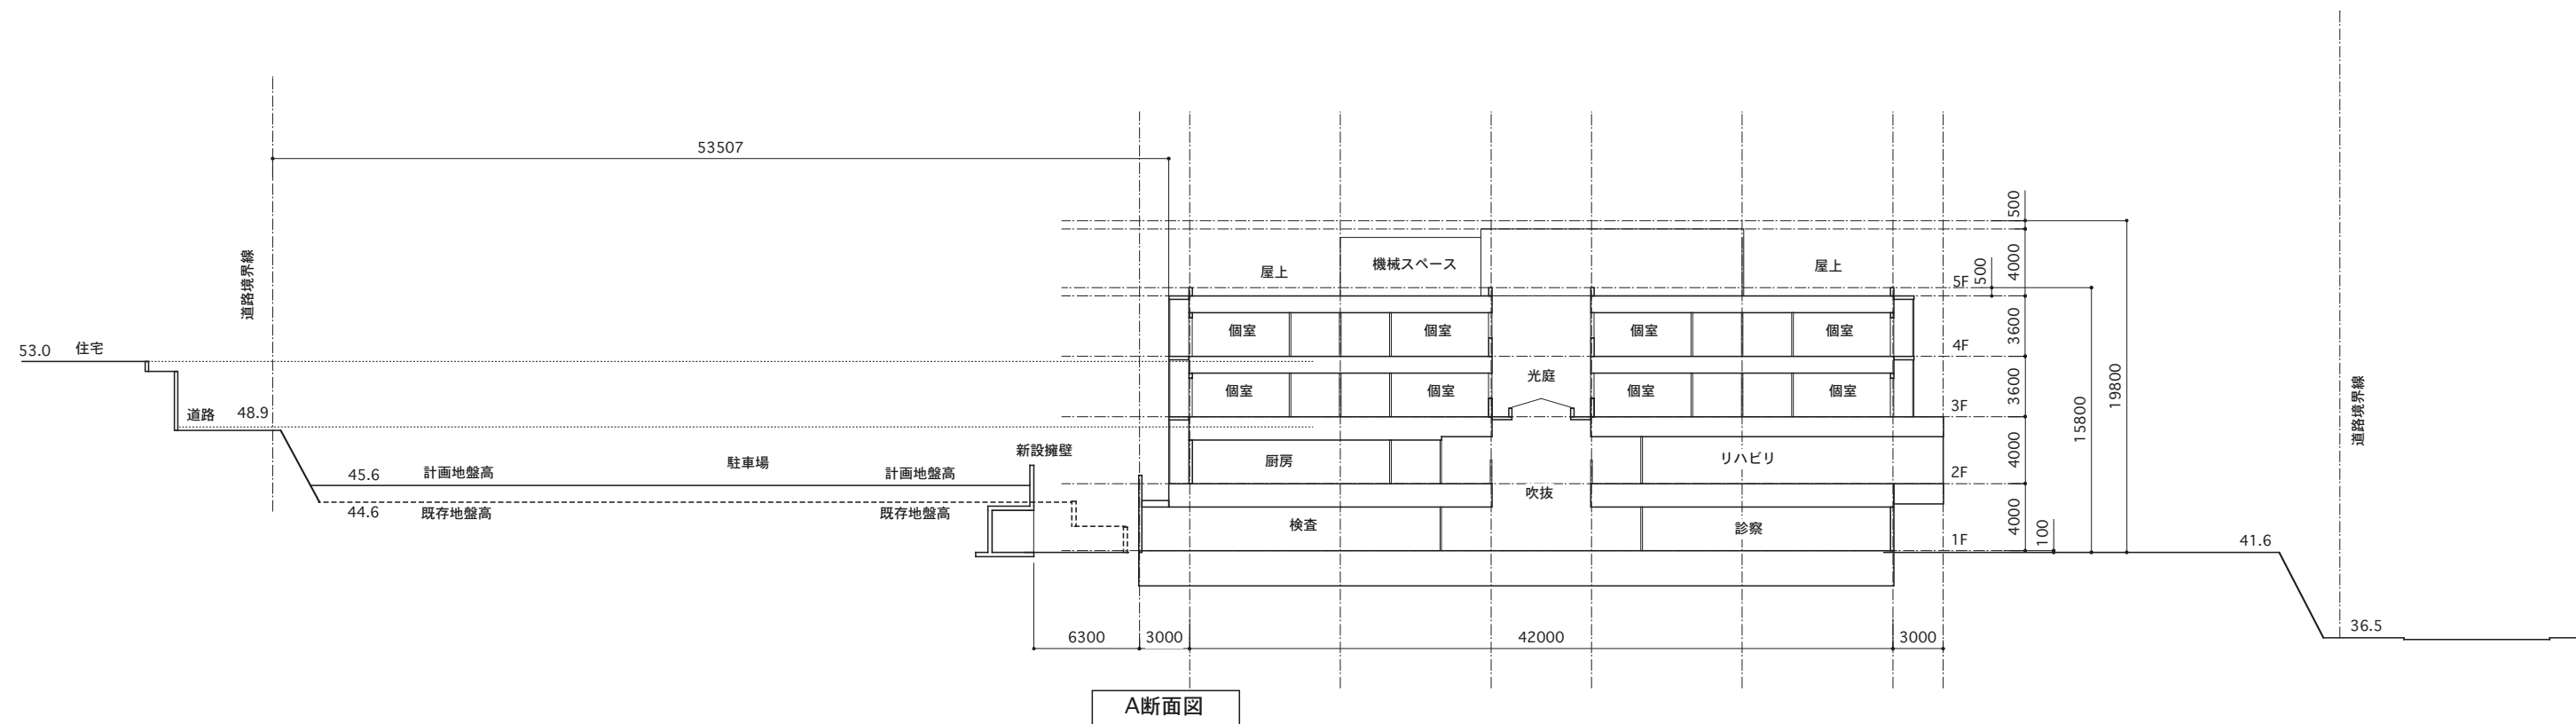 53507
500
4000
500
屋上
機械スペース
屋上
5F
道路境界線
個室
個室
個室
個室
3600
4F
53.0
住宅
光庭
19800
道路境界線
個室
個室
個室
個室
3600
3F
15800
道路
48.9
新設擁壁
駐車場
45.6
計画地盤高
計画地盤高
厨房
リハビリ
4000
2F
吹抜
44.6
既存地盤高
既存地盤高
検査
診察
4000
100
1F
41.6
36.5
6300
3000
42000
3000
A断面図